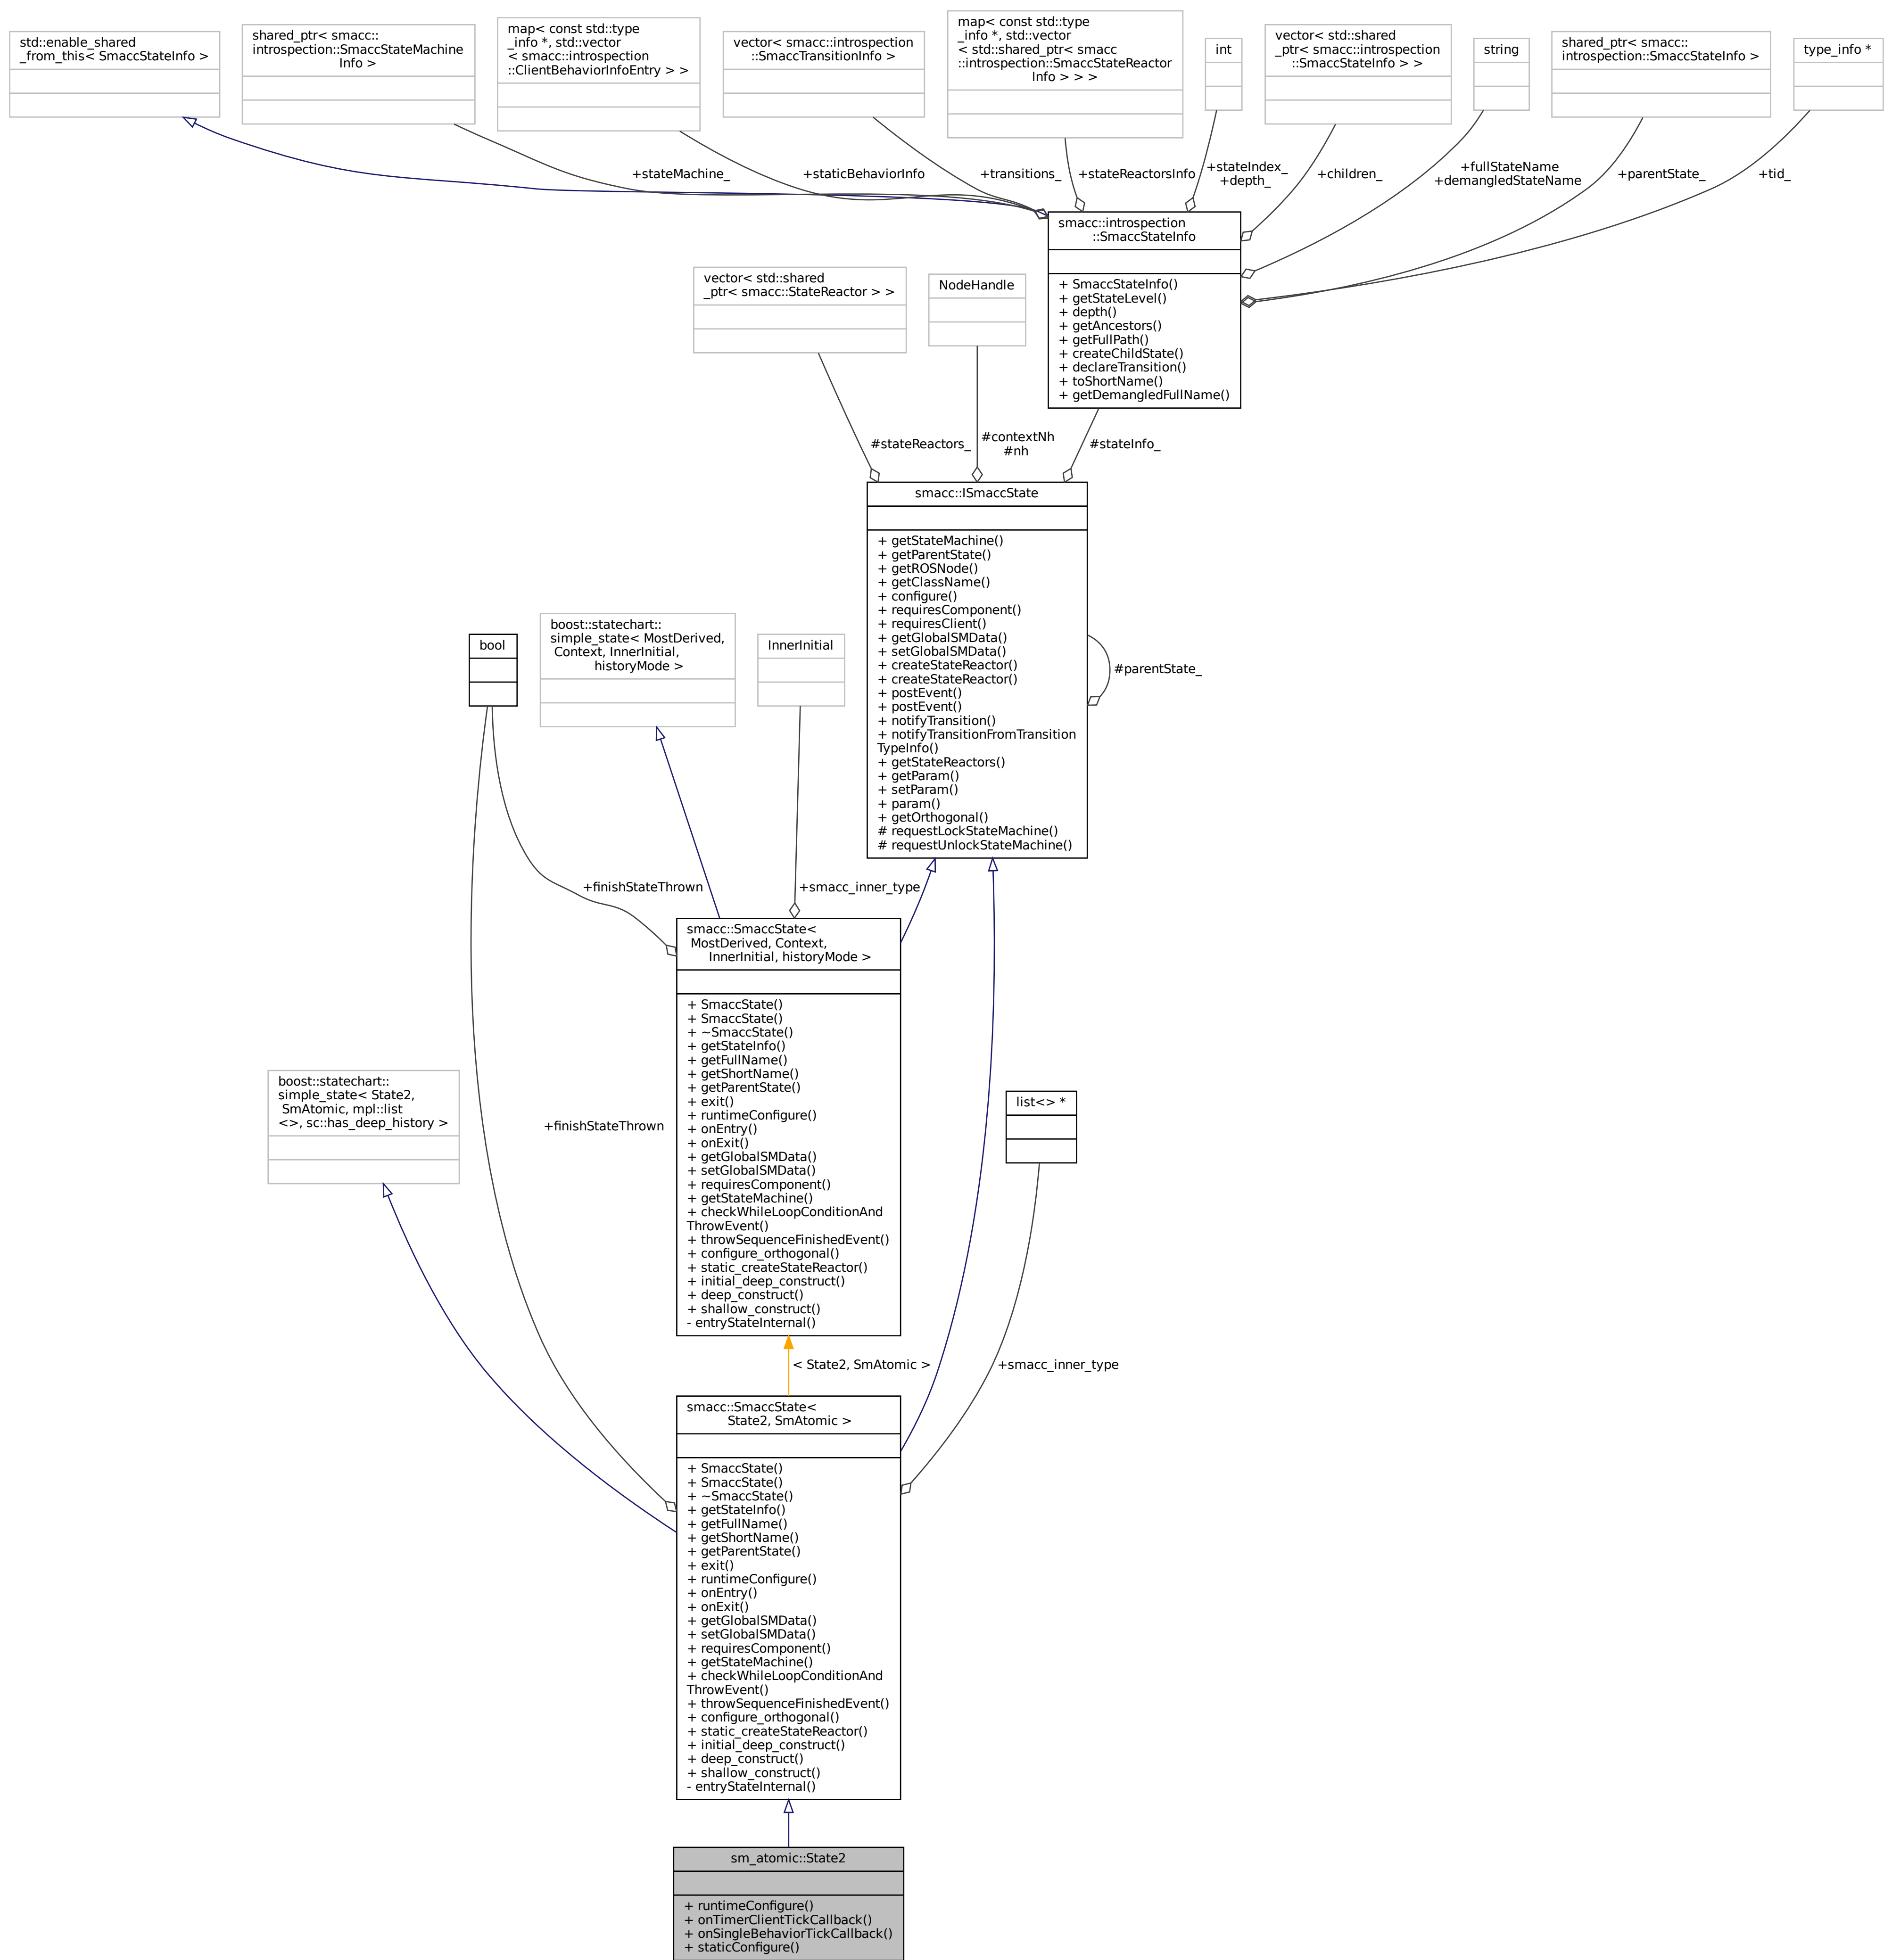 std::enable_shared
_from_this< SmaccStateInfo >
shared_ptr< smacc::
introspection::SmaccStateMachine
Info >
map< const std::type
_info *, std::vector
< smacc::introspection
::ClientBehaviorInfoEntry > >
vector< smacc::introspection
::SmaccTransitionInfo >
map< const std::type
_info *, std::vector
< std::shared_ptr< smacc
::introspection::SmaccStateReactor
Info > > >
int
vector< std::shared
_ptr< smacc::introspection
::SmaccStateInfo > >
string
shared_ptr< smacc::
introspection::SmaccStateInfo >
type_info *
+stateMachine_
+staticBehaviorInfo
+transitions_
+stateReactorsInfo
+stateIndex_
+depth_
+children_
+fullStateName
+demangledStateName
+parentState_
+tid_
smacc::introspection
::SmaccStateInfo
+ SmaccStateInfo()
+ getStateLevel()
+ depth()
+ getAncestors()
+ getFullPath()
+ createChildState()
+ declareTransition()
+ toShortName()
+ getDemangledFullName()
vector< std::shared
_ptr< smacc::StateReactor > >
NodeHandle
#stateReactors_
#contextNh
#nh
#stateInfo_
smacc::ISmaccState
+ getStateMachine()
+ getParentState()
+ getROSNode()
+ getClassName()
+ configure()
+ requiresComponent()
+ requiresClient()
+ getGlobalSMData()
+ setGlobalSMData()
+ createStateReactor()
+ createStateReactor()
+ postEvent()
+ postEvent()
+ notifyTransition()
+ notifyTransitionFromTransition
TypeInfo()
+ getStateReactors()
+ getParam()
+ setParam()
+ param()
+ getOrthogonal()
# requestLockStateMachine()
# requestUnlockStateMachine()
#parentState_
bool
boost::statechart::
simple_state< MostDerived,
Context, InnerInitial,
historyMode >
InnerInitial
+finishStateThrown
+smacc_inner_type
smacc::SmaccState<
MostDerived, Context,
InnerInitial, historyMode >
+ SmaccState()
+ SmaccState()
+ ~SmaccState()
+ getStateInfo()
+ getFullName()
+ getShortName()
+ getParentState()
+ exit()
+ runtimeConfigure()
+ onEntry()
+ onExit()
+ getGlobalSMData()
+ setGlobalSMData()
+ requiresComponent()
+ getStateMachine()
+ checkWhileLoopConditionAnd
ThrowEvent()
+ throwSequenceFinishedEvent()
+ configure_orthogonal()
+ static_createStateReactor()
+ initial_deep_construct()
+ deep_construct()
+ shallow_construct()
- entryStateInternal()
boost::statechart::
simple_state< State2,
SmAtomic, mpl::list
<>, sc::has_deep_history >
+finishStateThrown
list<> *
< State2, SmAtomic >
+smacc_inner_type
smacc::SmaccState<
State2, SmAtomic >
+ SmaccState()
+ SmaccState()
+ ~SmaccState()
+ getStateInfo()
+ getFullName()
+ getShortName()
+ getParentState()
+ exit()
+ runtimeConfigure()
+ onEntry()
+ onExit()
+ getGlobalSMData()
+ setGlobalSMData()
+ requiresComponent()
+ getStateMachine()
+ checkWhileLoopConditionAnd
ThrowEvent()
+ throwSequenceFinishedEvent()
+ configure_orthogonal()
+ static_createStateReactor()
+ initial_deep_construct()
+ deep_construct()
+ shallow_construct()
- entryStateInternal()
sm_atomic::State2
+ runtimeConfigure()
+ onTimerClientTickCallback()
+ onSingleBehaviorTickCallback()
+ staticConfigure()